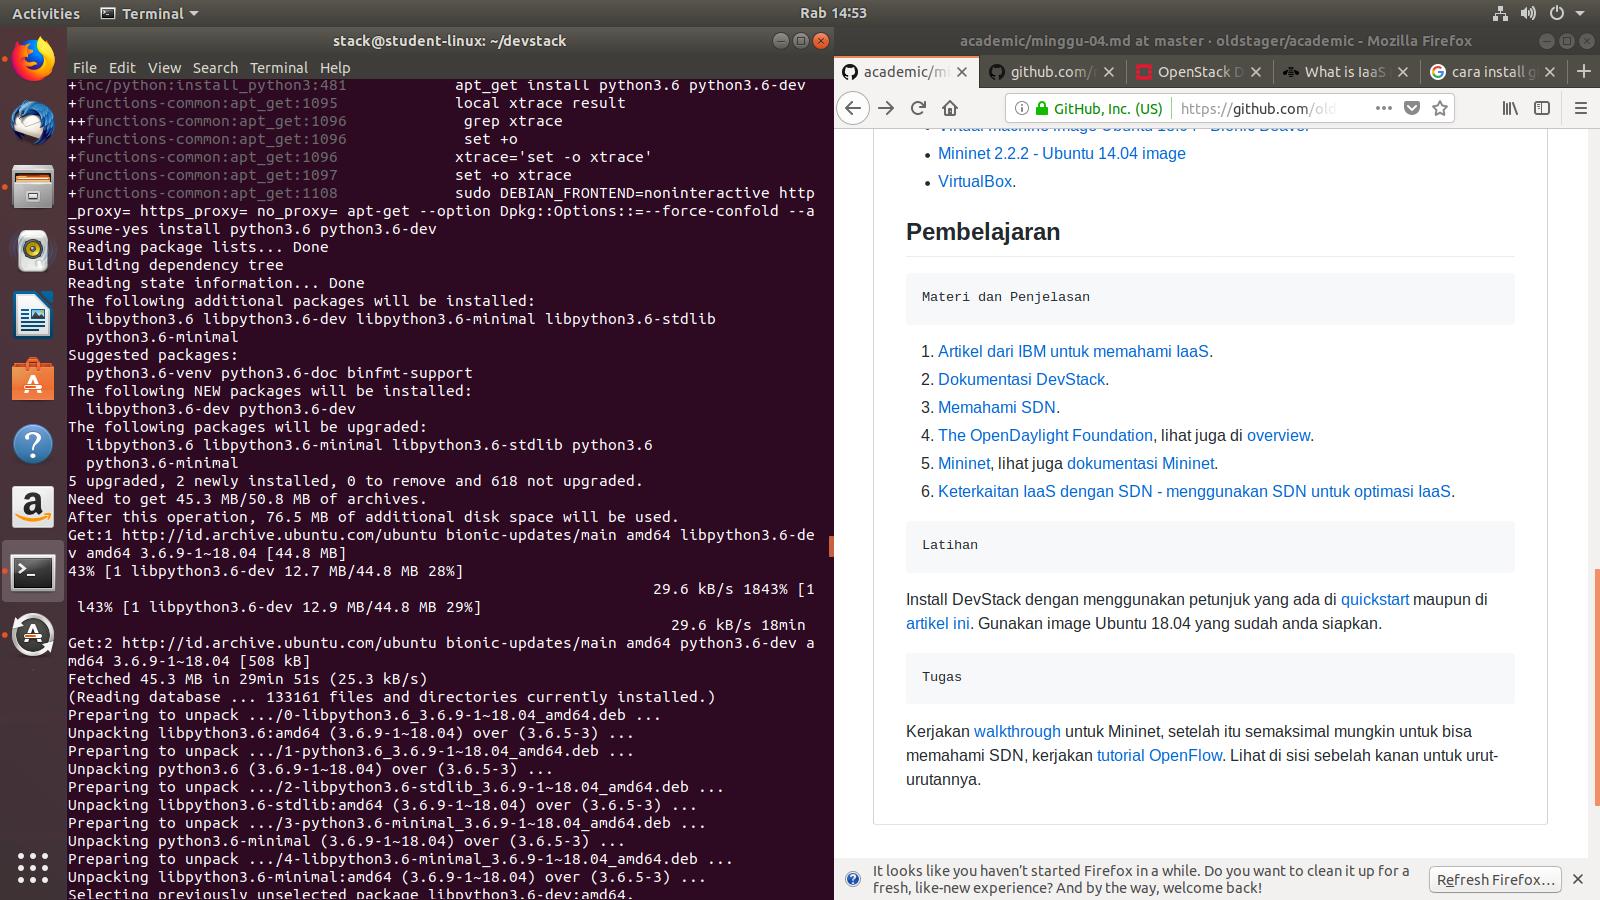 Activities
Terminal
Rab 14:53
stack@student-linux: ~/devstack
File Edit View Search Terminal Help
+inc/python:install_python3:481 apt_get install python3.6 python3.6-dev
+functions-common:apt_get:1095 local xtrace result
++functions-common:apt_get:1096 grep xtrace
++functions-common:apt_get:1096 set +o
+functions-common:apt_get:1096 xtrace='set -o xtrace'
+functions-common:apt_get:1097 set +o xtrace
+functions-common:apt_get:1108 sudo DEBIAN_FRONTEND=noninteractive http
_proxy= https_proxy= no_proxy= apt-get --option Dpkg::Options::=--force-confold --a
ssume-yes install python3.6 python3.6-dev
Reading package lists... Done
Building dependency tree
Reading state information... Done
The following additional packages will be installed:
libpython3.6 libpython3.6-dev libpython3.6-minimal libpython3.6-stdlib
python3.6-minimal
Suggested packages:
python3.6-venv python3.6-doc binfmt-support
The following NEW packages will be installed:
libpython3.6-dev python3.6-dev
The following packages will be upgraded:
libpython3.6 libpython3.6-minimal libpython3.6-stdlib python3.6
python3.6-minimal
5 upgraded, 2 newly installed, 0 to remove and 618 not upgraded.
Need to get 45.3 MB/50.8 MB of archives.
After this operation, 76.5 MB of additional disk space will be used.
Get:1 http://id.archive.ubuntu.com/ubuntu bionic-updates/main amd64 libpython3.6-de
v amd64 3.6.9-1~18.04 [44.8 MB]
43% [1 libpython3.6-dev 12.7 MB/44.8 MB 28%]
29.6 kB/s 1843% [1
l43% [1 libpython3.6-dev 12.9 MB/44.8 MB 29%]
29.6 kB/s 18min
Get:2 http://id.archive.ubuntu.com/ubuntu bionic-updates/main amd64 python3.6-dev a
md64 3.6.9-1~18.04 [508 kB]
Fetched 45.3 MB in 29min 51s (25.3 kB/s)
(Reading database ... 133161 files and directories currently installed.)
Preparing to unpack .../0-libpython3.6_3.6.9-1~18.04_amd64.deb ...
Unpacking libpython3.6:amd64 (3.6.9-1~18.04) over (3.6.5-3) ...
Preparing to unpack .../1-python3.6_3.6.9-1~18.04_amd64.deb ...
Unpacking python3.6 (3.6.9-1~18.04) over (3.6.5-3) ...
Preparing to unpack .../2-libpython3.6-stdlib_3.6.9-1~18.04_amd64.deb ...
Unpacking libpython3.6-stdlib:amd64 (3.6.9-1~18.04) over (3.6.5-3) ...
Preparing to unpack .../3-python3.6-minimal_3.6.9-1~18.04_amd64.deb ...
Unpacking python3.6-minimal (3.6.9-1~18.04) over (3.6.5-3) ...
Preparing to unpack .../4-libpython3.6-minimal_3.6.9-1~18.04_amd64.deb ...
Unpacking libpython3.6-minimal:amd64 (3.6.9-1~18.04) over (3.6.5-3) ...
Selecting previously unselected package libpython3.6-dev:amd64.
academic/minggu-04.md at master · oldstager/academic - Mozilla Firefox
academic/mi
github.com/
OpenStack D
What is IaaS
cara install g
GitHub, Inc. (US)
https://github.com/old
Virtual machine image Ubuntu 18.04 - Bionic Beaver
Mininet 2.2.2 - Ubuntu 14.04 image
VirtualBox.
Pembelajaran
Materi dan Penjelasan
1. Artikel dari IBM untuk memahami IaaS.
2. Dokumentasi DevStack.
3. Memahami SDN.
4. The OpenDaylight Foundation, lihat juga di overview.
5. Mininet, lihat juga dokumentasi Mininet.
6. Keterkaitan IaaS dengan SDN - menggunakan SDN untuk optimasi IaaS.
Latihan
Install DevStack dengan menggunakan petunjuk yang ada di quickstart maupun di
artikel ini. Gunakan image Ubuntu 18.04 yang sudah anda siapkan.
Tugas
Kerjakan walkthrough untuk Mininet, setelah itu semaksimal mungkin untuk bisa
memahami SDN, kerjakan tutorial OpenFlow. Lihat di sisi sebelah kanan untuk urut-
urutannya.
It looks like you haven't started Firefox in a while. Do you want to clean it up for a
fresh, like-new experience? And by the way, welcome back!
Refresh Firefox...